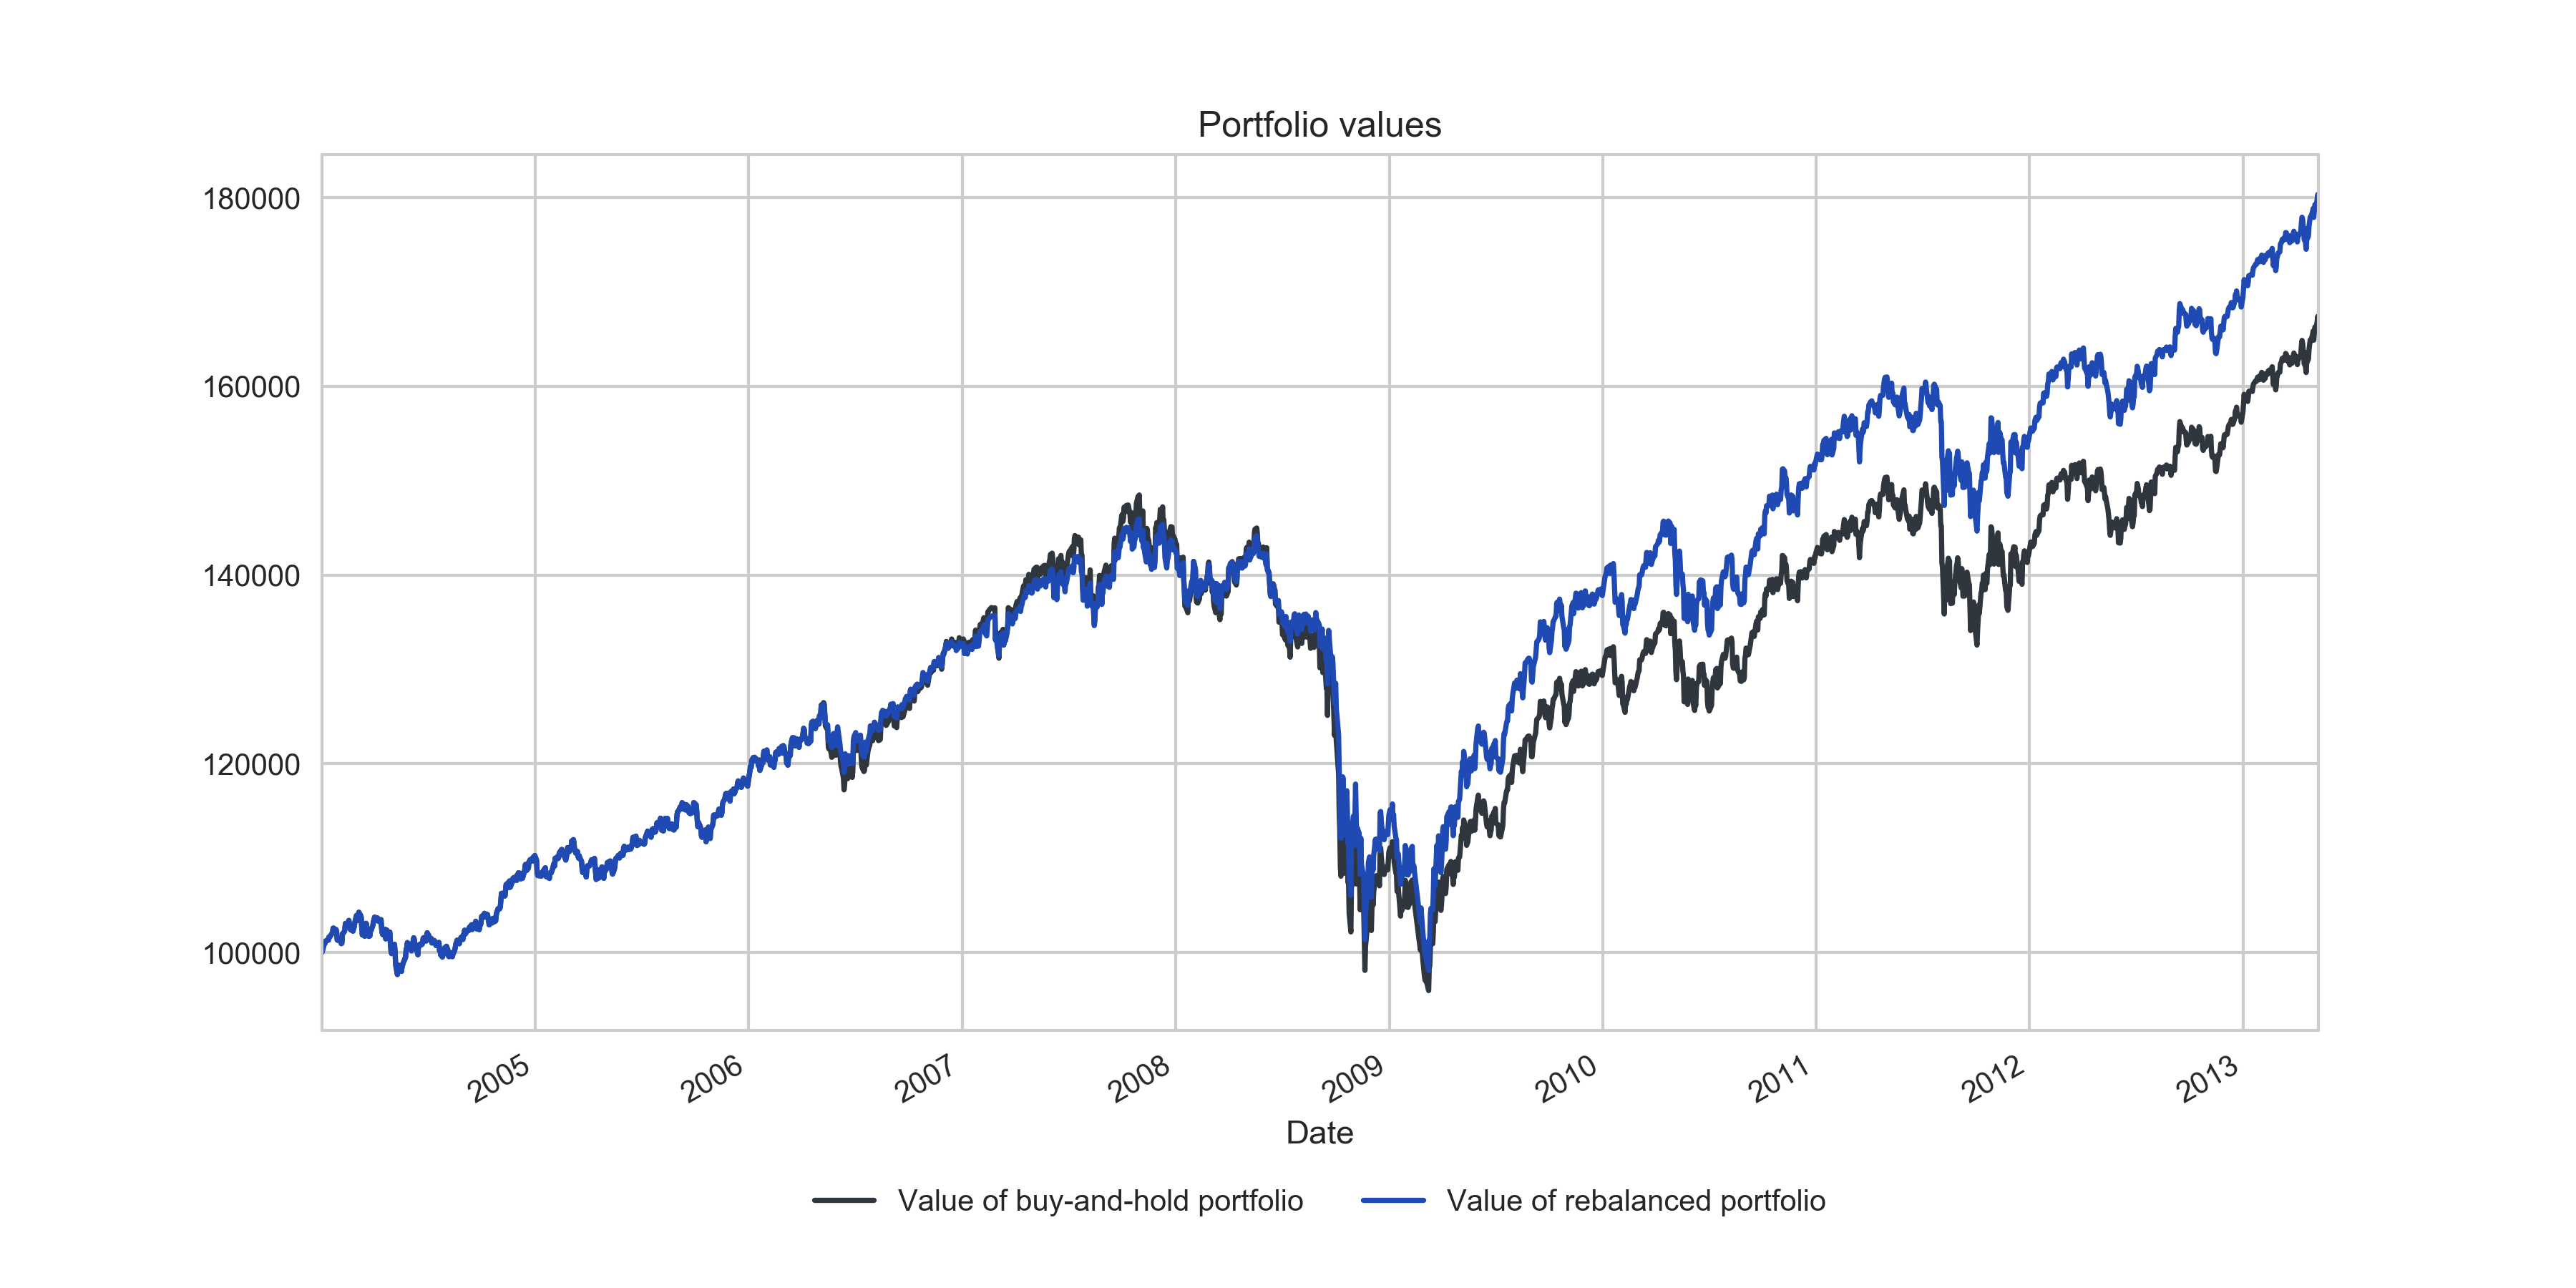 Portfolio values
180000
160000
140000
120000
100000
2005 2006 2007 2008 2009 2010 2011 2012 2013
Date
Value of buy-and-hold portfolio Value of rebalanced portfolio